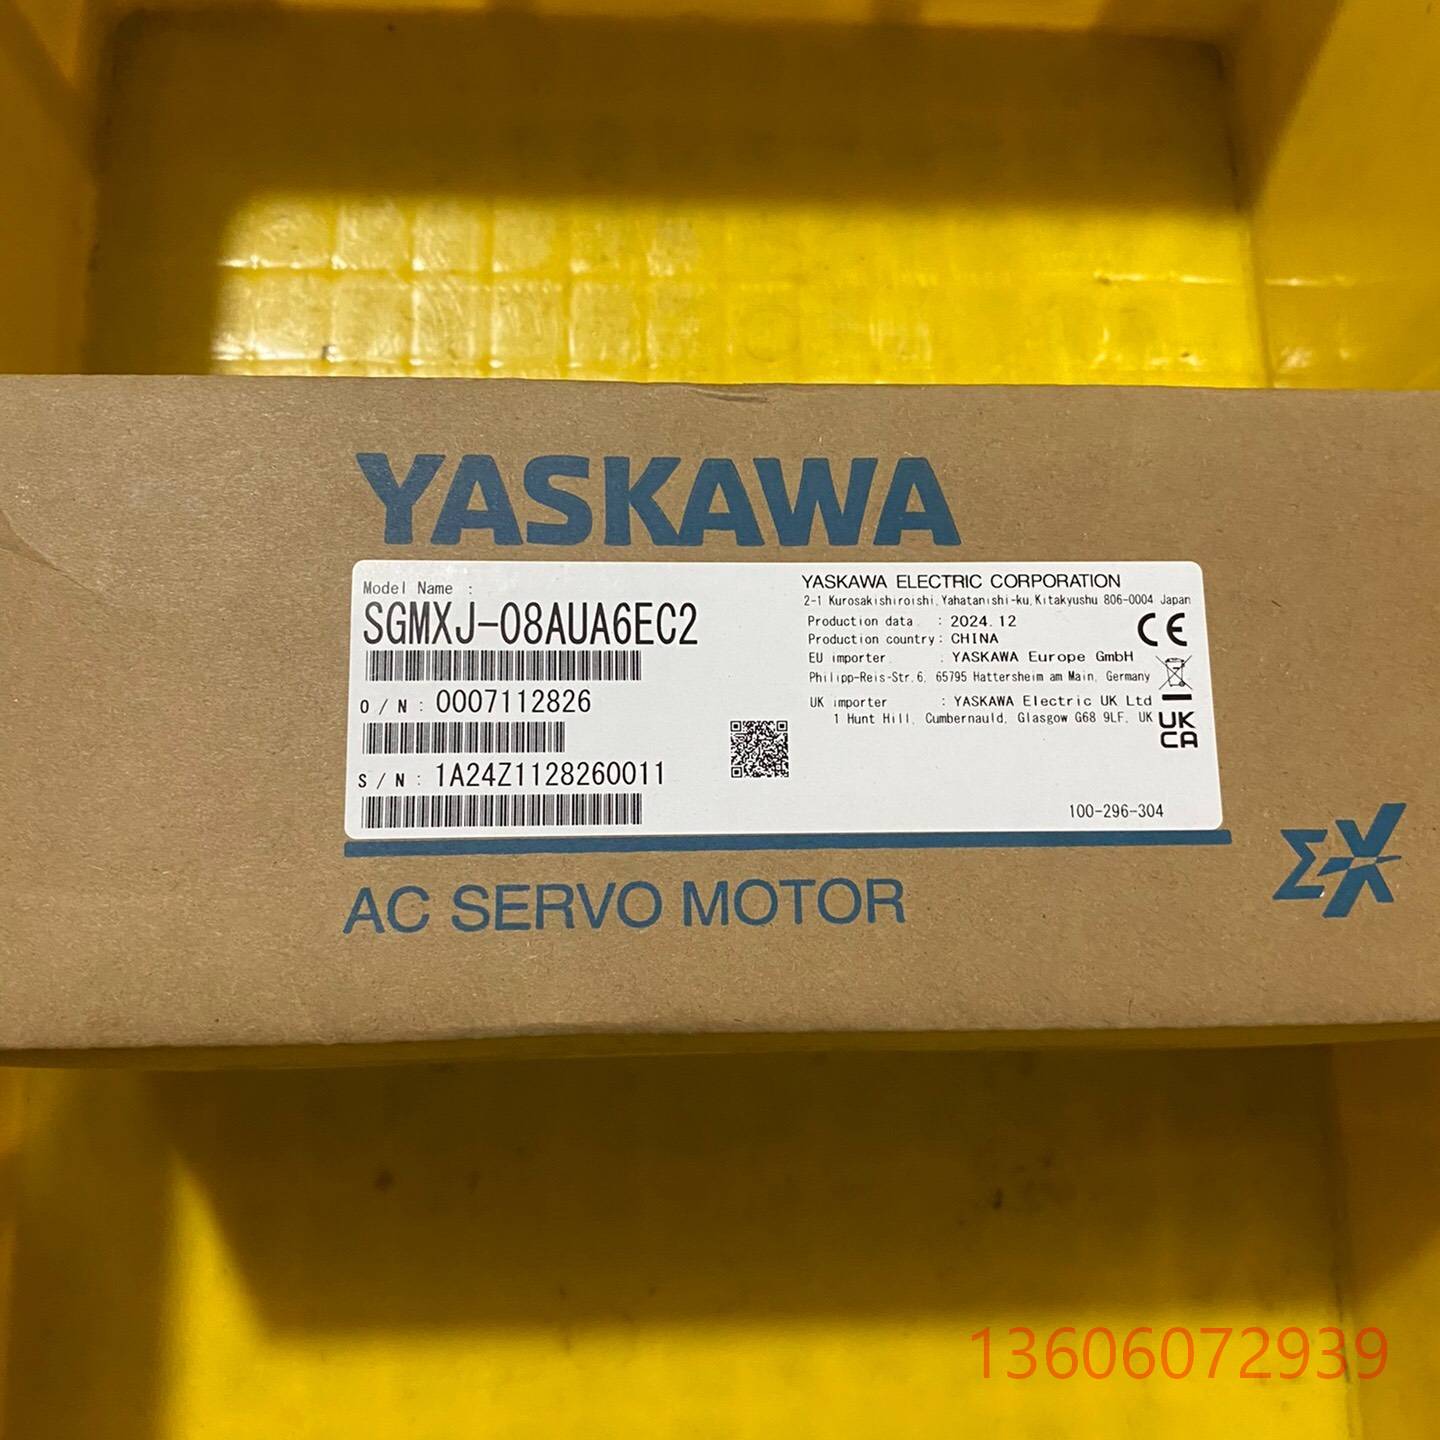 YASKAWA
Model Name :
SGMXJ-08AUA6EC2
O/N: 0007112826
S/N: 1A24Z1128260011
YASKAWA ELECTRIC CORPORATION
2-1 Kurosakishiroishi,Yahatanishi-ku,Kitakyushu 806-0004 Japan
Production data : 2024.12
Production country: CHINA
EU importer : YASKAWA Europe GmbH
Philipp-Reis-Str.6, 65795 Hattersheim am Main, Germany
UK importer : YASKAWA Electric UK Ltd
1 Hunt Hill, Cumbernauld, Glasgow G68 9LF, UK
CE
UK
CA
100-296-304
AC SERVO MOTOR
Σ-X
13606072939